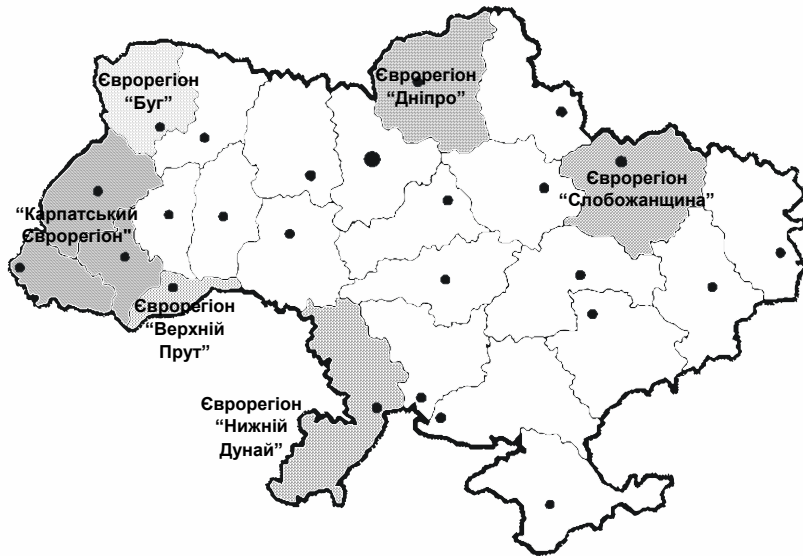 Єврорегіон
“Буг”
Єврорегіон
“Дніпро”
Єврорегіон
“Слобожанщина”
“Карпатський
Єврорегіон"
Єврорегіон
“Верхній
Прут”
Єврорегіон
“Нижній
Дунай”